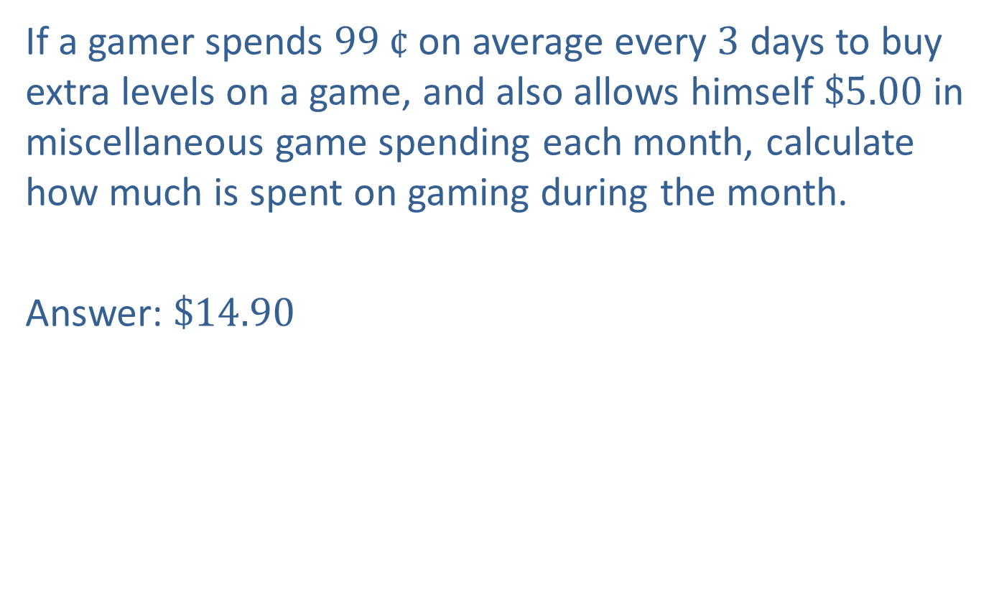 If a gamer spends 99 ¢ on average every 3 days to buy
extra levels on a game, and also allows himself $5.00 in
miscellaneous game spending each month, calculate
how much is spent on gaming during the month.
Answer: $14.90